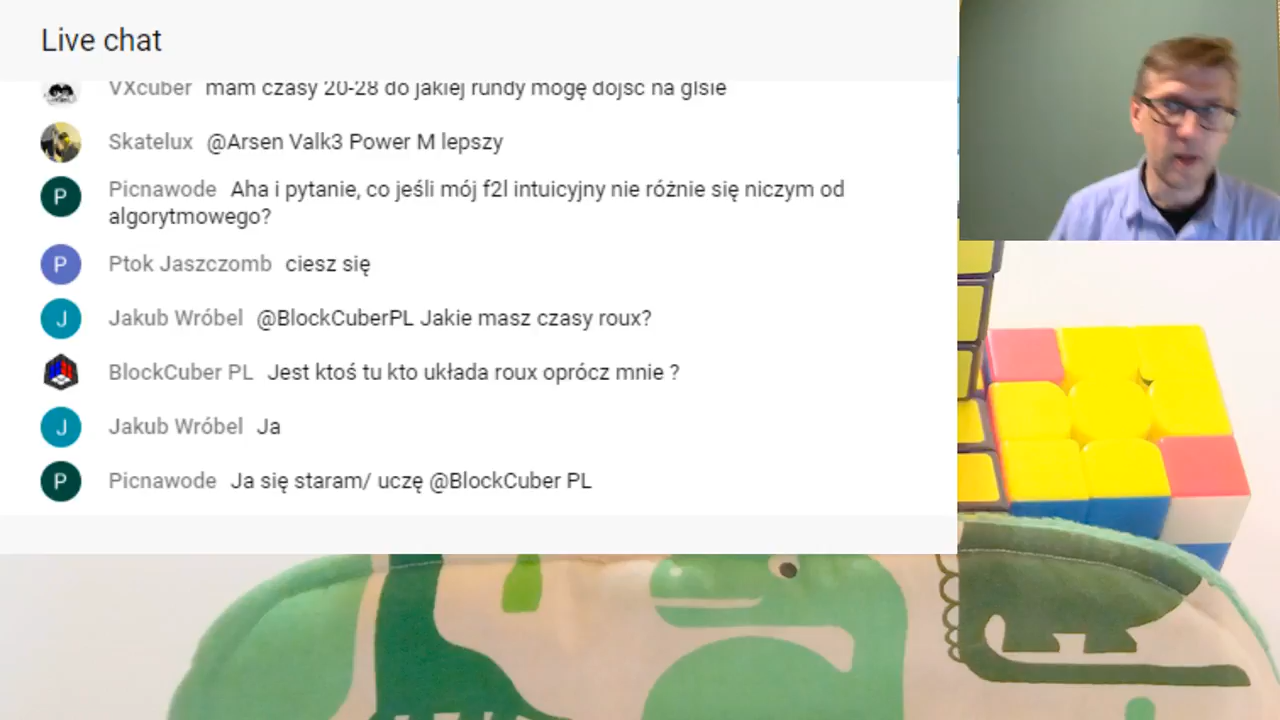 Live chat
VXcuber mam czasy 20-28 do jakiej rundy mogę dojść na glsie
Skatelux @Arsen Valk3 Power M lepszy
P Picnawode Aha i pytanie, co jeśli mój f2l intuicyjny nie różnie się niczym od
algorytmowego?
P Ptok Jaszczomb ciesz się
J Jakub Wróbel @BlockCuberPL Jakie masz czasy roux?
BlockCuber PL Jest ktoś tu kto układa roux oprócz mnie ?
J Jakub Wróbel Ja
P Picnawode Ja się staram/ uczę @BlockCuber PL